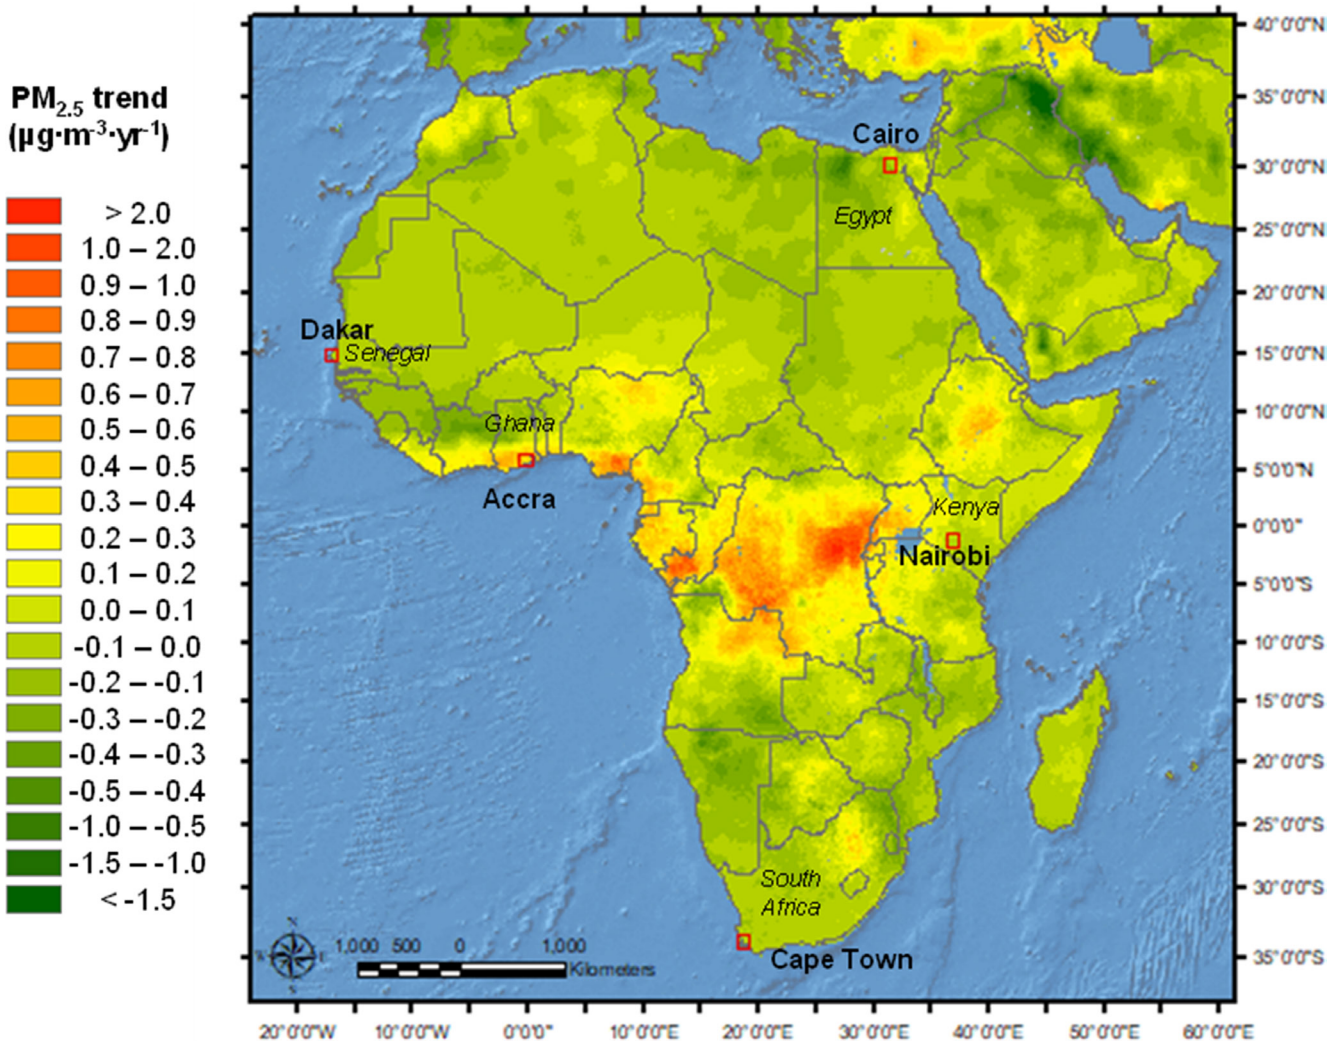 PM2.5 trend
(µg·m-3·yr-1)
> 2.0
1.0 – 2.0
0.9 – 1.0
0.8 – 0.9
0.7 – 0.8
0.6 – 0.7
0.5 – 0.6
0.4 – 0.5
0.3 – 0.4
0.2 – 0.3
0.1 – 0.2
0.0 – 0.1
-0.1 – 0.0
-0.2 – -0.1
-0.3 – -0.2
-0.4 – -0.3
-0.5 – -0.4
-1.0 – -0.5
-1.5 – -1.0
< -1.5
Cairo
Egypt
Dakar
Senegal
Ghana
Accra
Kenya
Nairobi
South
Africa
Cape Town
N
W
E
S
1,000 500 0 1,000
Kilometers
40°0'0"N
35°0'0"N
30°0'0"N
25°0'0"N
20°0'0"N
15°0'0"N
10°0'0"N
5°0'0"N
0°0'0"
5°0'0"S
10°0'0"S
15°0'0"S
20°0'0"S
25°0'0"S
30°0'0"S
35°0'0"S
20°0'0"W 10°0'0"W 0°0'0" 10°0'0"E 20°0'0"E 30°0'0"E 40°0'0"E 50°0'0"E 60°0'0"E